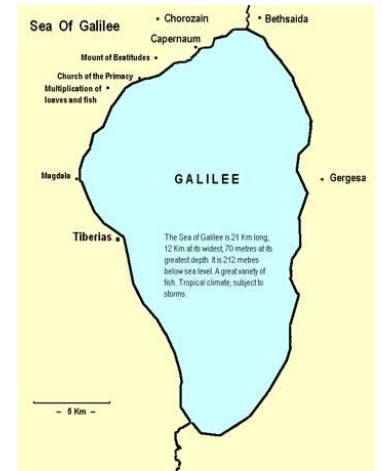 Sea Of Galilee
Chorozain
Bethsaida
Capernaum
Mount of Beatitudes
Church of the Primacy
Multiplication of
loaves and fish
Magdala
GALILEE
Gergesa
Tiberias
The Sea of Galilee is 21 Km long,
12 Km at its widest, 70 metres at its
greatest depth. It is 212 metres
below sea level. A great variety of
fish. Tropical climate, subject to
storms.
– 5 Km –